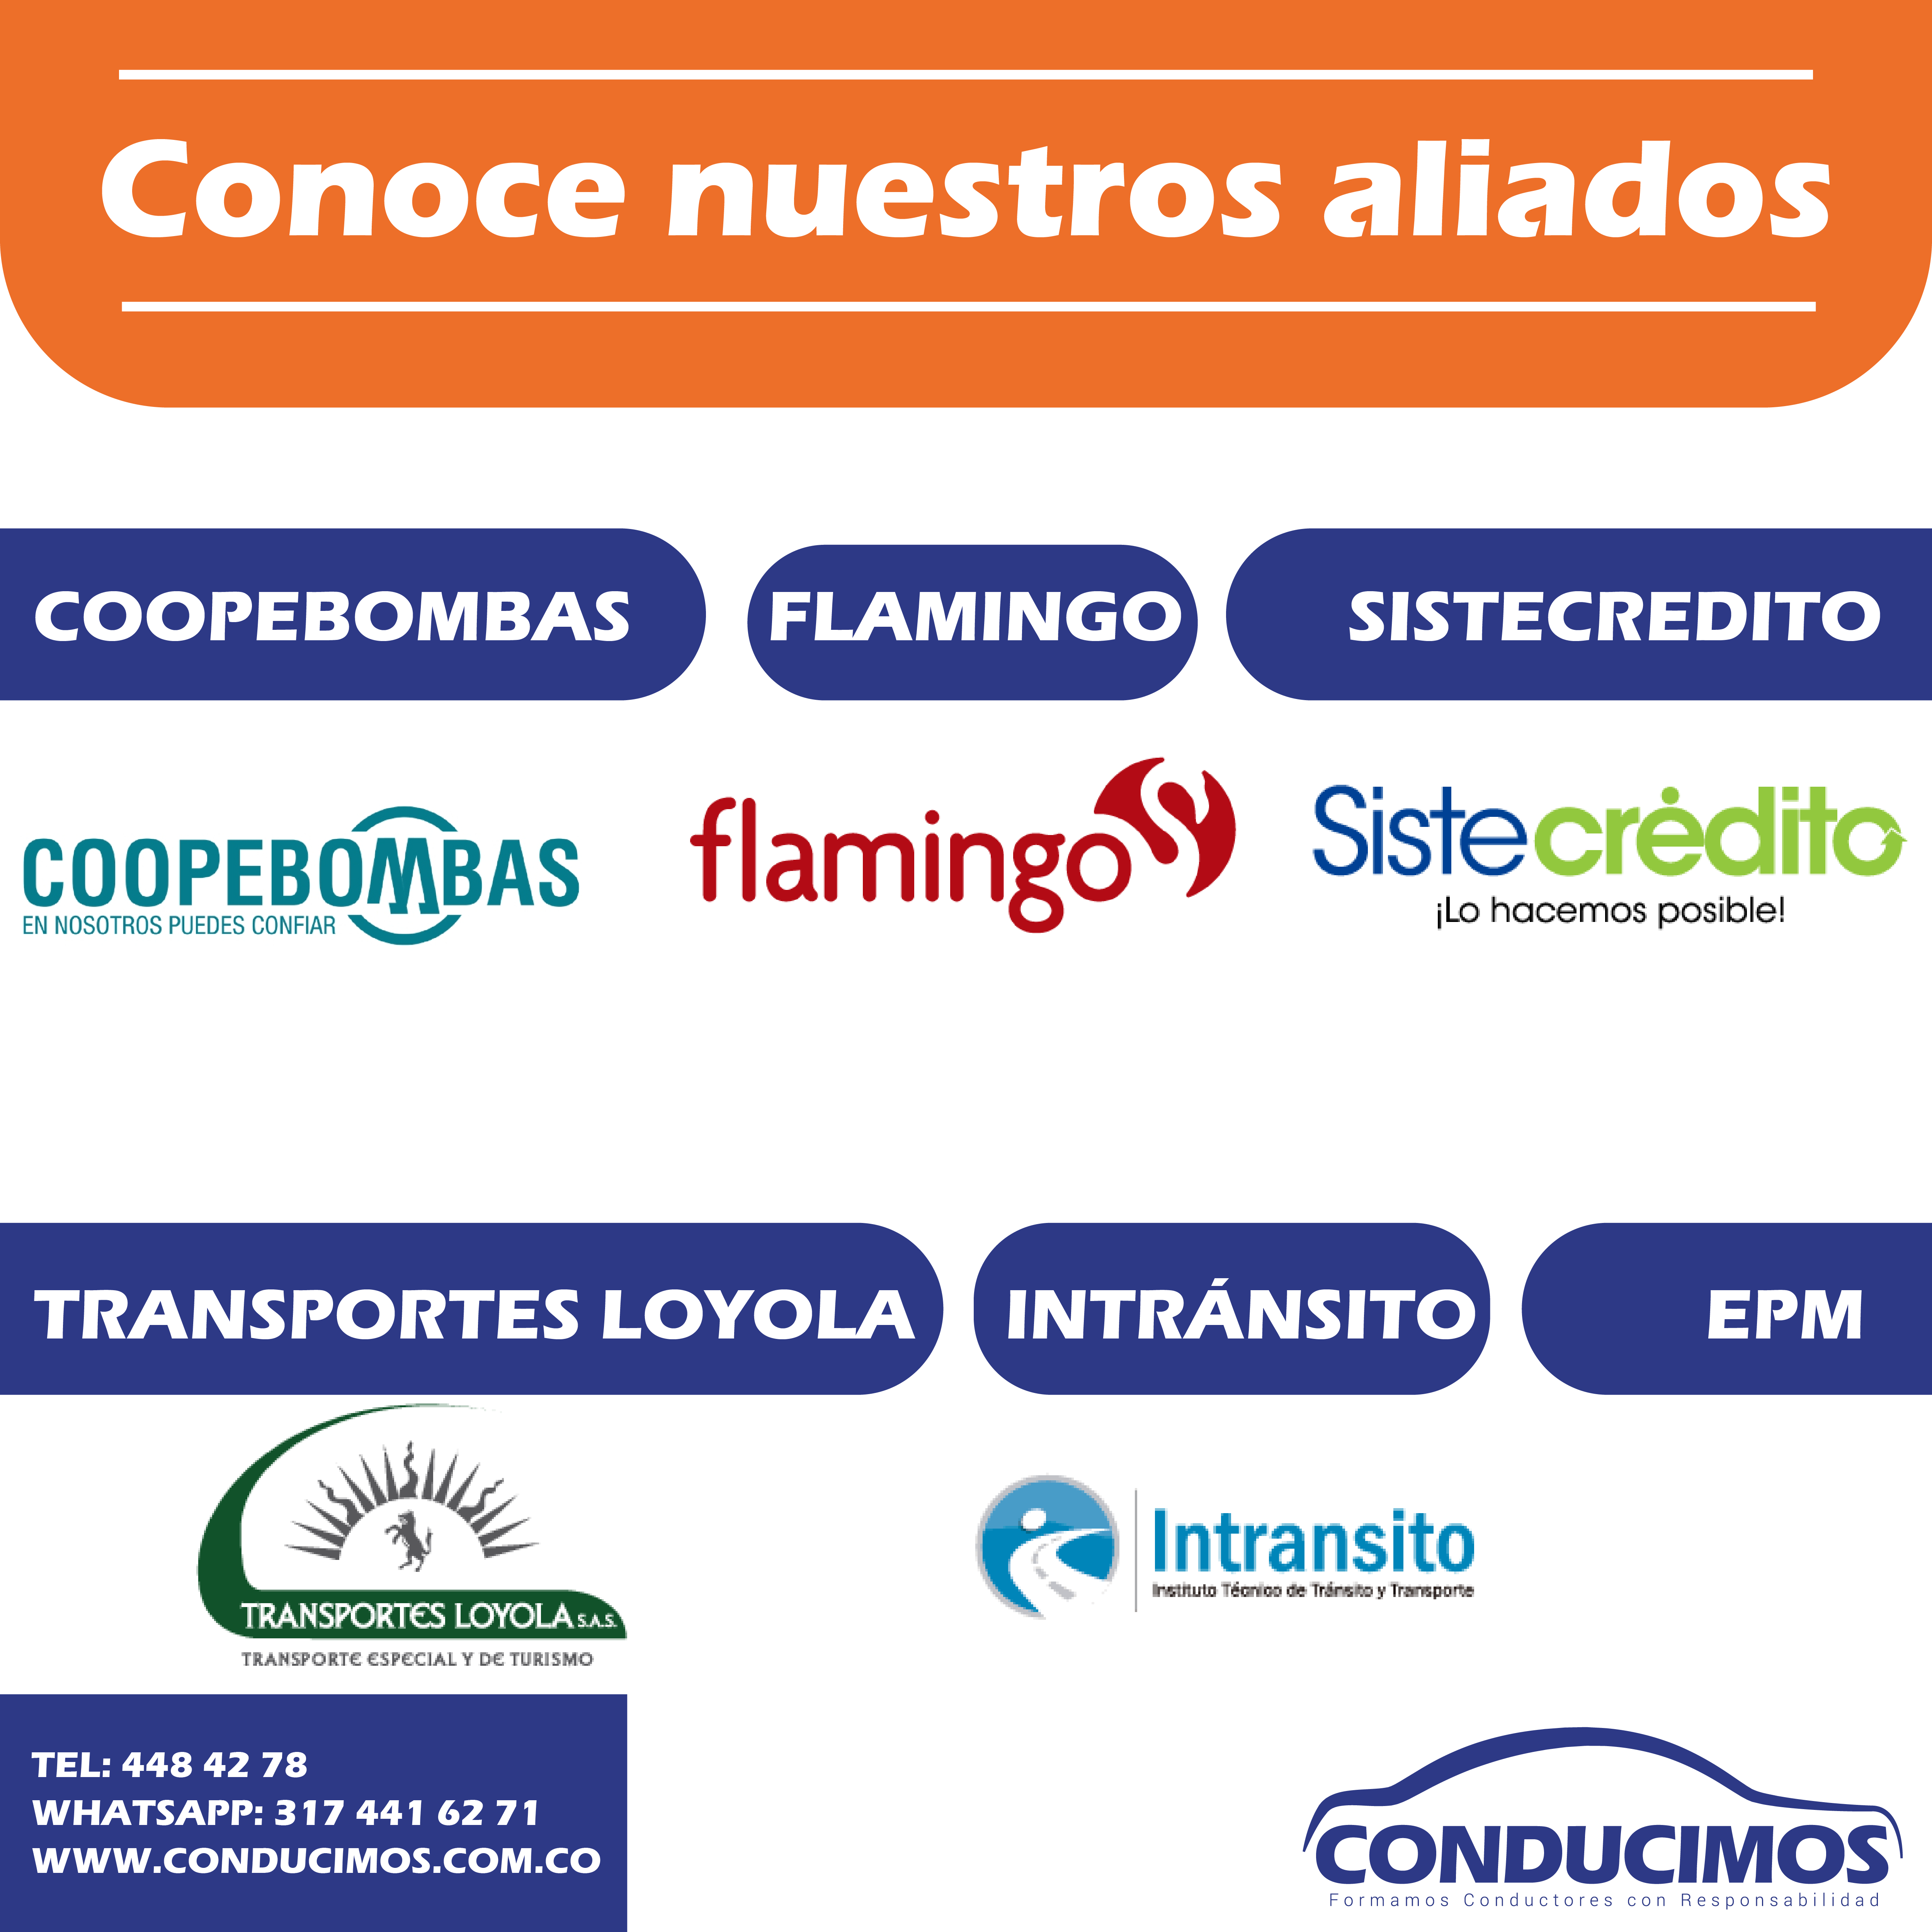 Conoce nuestros aliados
COOPEBOMBAS
FLAMINGO
SISTECREDITO
COOPEBOMBAS
EN NOSOTROS PUEDES CONFIAR
flamingo
Sistecrédito
¡Lo hacemos posible!
TRANSPORTES LOYOLA
INTRÁNSITO
EPM
TRANSPORTES LOYOLA S.A.S.
TRANSPORTE ESPECIAL Y DE TURISMO
Intransito
Instituto Técnico de Tránsito y Transporte
TEL: 448 42 78
WHATSAPP: 317 441 62 71
WWW.CONDUCIMOS.COM.CO
CONDUCIMOS
Formamos Conductores con Responsabilidad